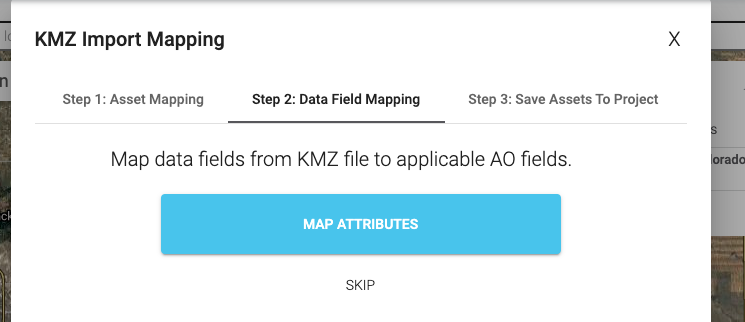 KMZ Import Mapping
X
Step 1: Asset Mapping
Step 2: Data Field Mapping
Step 3: Save Assets To Project
Map data fields from KMZ file to applicable AO fields.
MAP ATTRIBUTES
SKIP